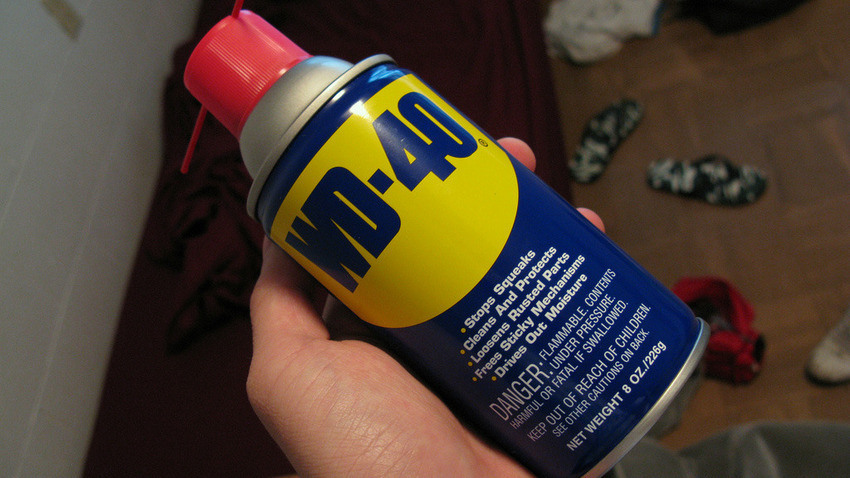 WD-40®
•Stops Squeaks
•Cleans And Protects
•Loosens Rusted Parts
•Frees Sticky Mechanisms
•Drives Out Moisture
DANGER: FLAMMABLE. CONTENTS
UNDER PRESSURE.
HARMFUL OR FATAL IF SWALLOWED.
KEEP OUT OF REACH OF CHILDREN.
SEE OTHER CAUTIONS ON BACK.
NET WEIGHT 8 OZ./226g